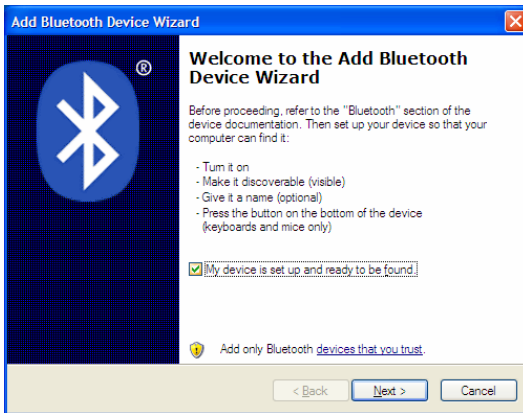 Add Bluetooth Device Wizard
®
Welcome to the Add Bluetooth
Device Wizard
Before proceeding, refer to the "Bluetooth" section of the
device documentation. Then set up your device so that your
computer can find it:
- Turn it on
- Make it discoverable (visible)
- Give it a name (optional)
- Press the button on the bottom of the device
(keyboards and mice only)
My device is set up and ready to be found.
Add only Bluetooth devices that you trust.
< Back Next > Cancel